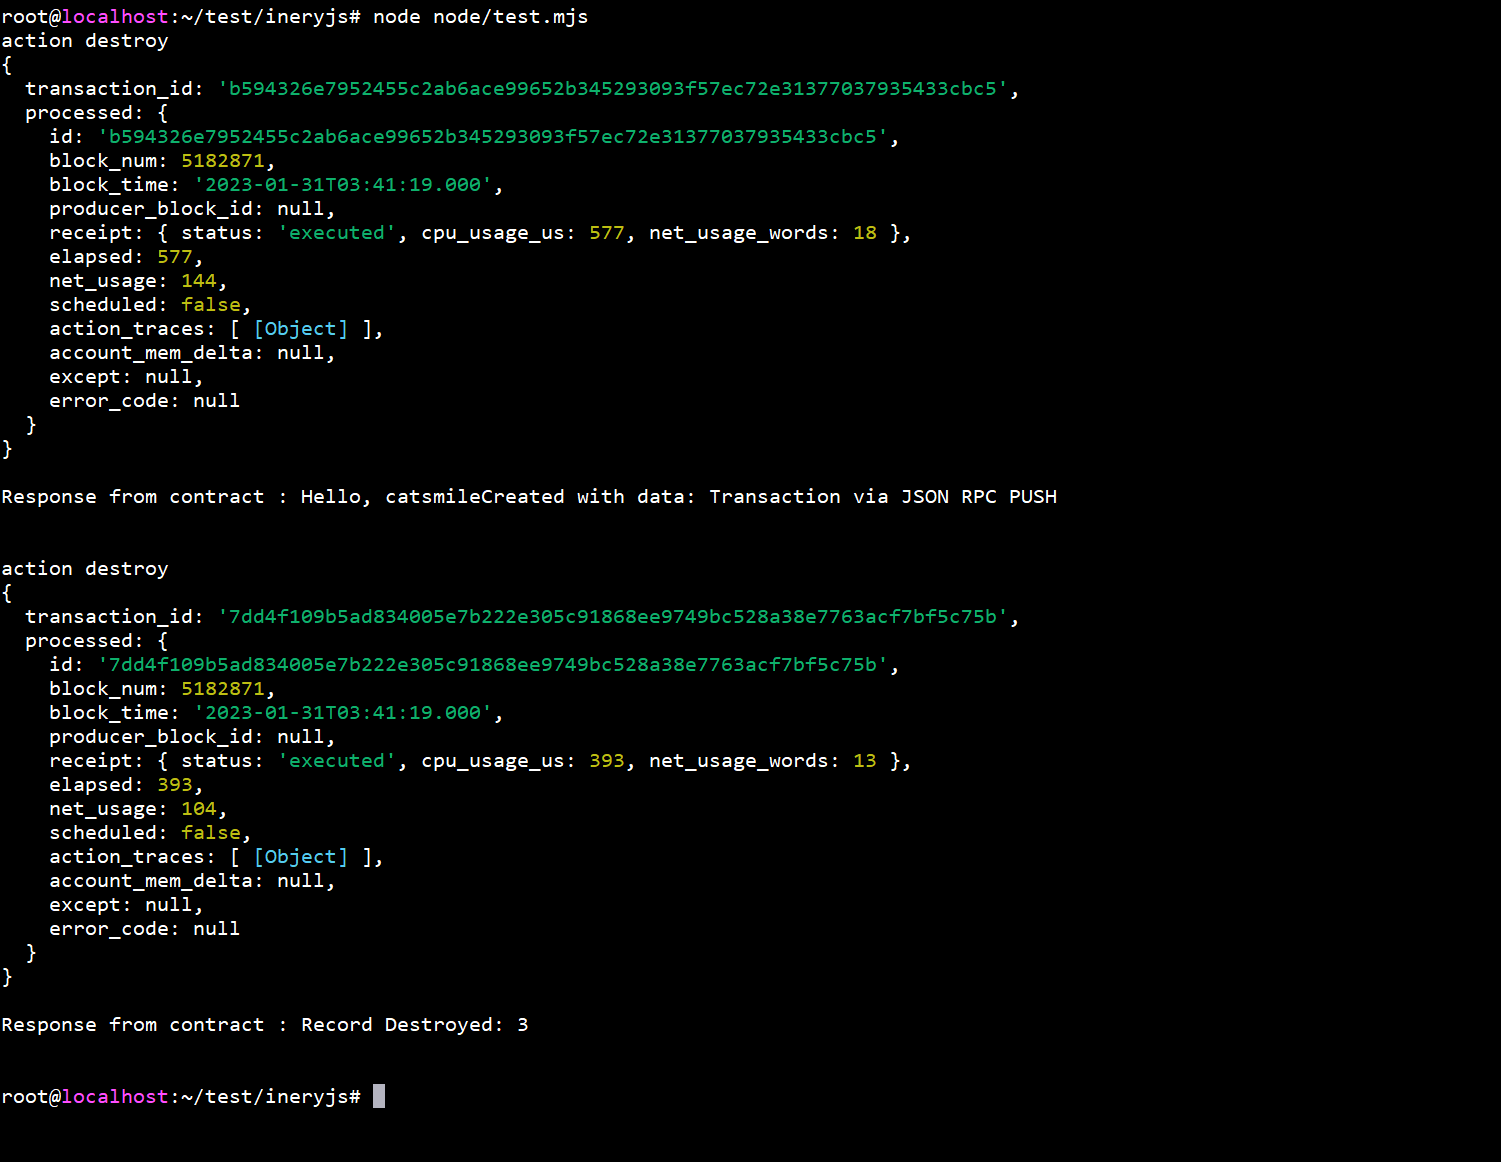 root@localhost:~/test/ineryjs# node node/test.mjs
action destroy
{
  transaction_id: 'b594326e7952455c2ab6ace99652b345293093f57ec72e31377037935433cbc5',
  processed: {
    id: 'b594326e7952455c2ab6ace99652b345293093f57ec72e31377037935433cbc5',
    block_num: 5182871,
    block_time: '2023-01-31T03:41:19.000',
    producer_block_id: null,
    receipt: { status: 'executed', cpu_usage_us: 577, net_usage_words: 18 },
    elapsed: 577,
    net_usage: 144,
    scheduled: false,
    action_traces: [ [Object] ],
    account_mem_delta: null,
    except: null,
    error_code: null
  }
}
Response from contract : Hello, catsmileCreated with data: Transaction via JSON RPC PUSH
action destroy
{
  transaction_id: '7dd4f109b5ad834005e7b222e305c91868ee9749bc528a38e7763acf7bf5c75b',
  processed: {
    id: '7dd4f109b5ad834005e7b222e305c91868ee9749bc528a38e7763acf7bf5c75b',
    block_num: 5182871,
    block_time: '2023-01-31T03:41:19.000',
    producer_block_id: null,
    receipt: { status: 'executed', cpu_usage_us: 393, net_usage_words: 13 },
    elapsed: 393,
    net_usage: 104,
    scheduled: false,
    action_traces: [ [Object] ],
    account_mem_delta: null,
    except: null,
    error_code: null
  }
}
Response from contract : Record Destroyed: 3
root@localhost:~/test/ineryjs#